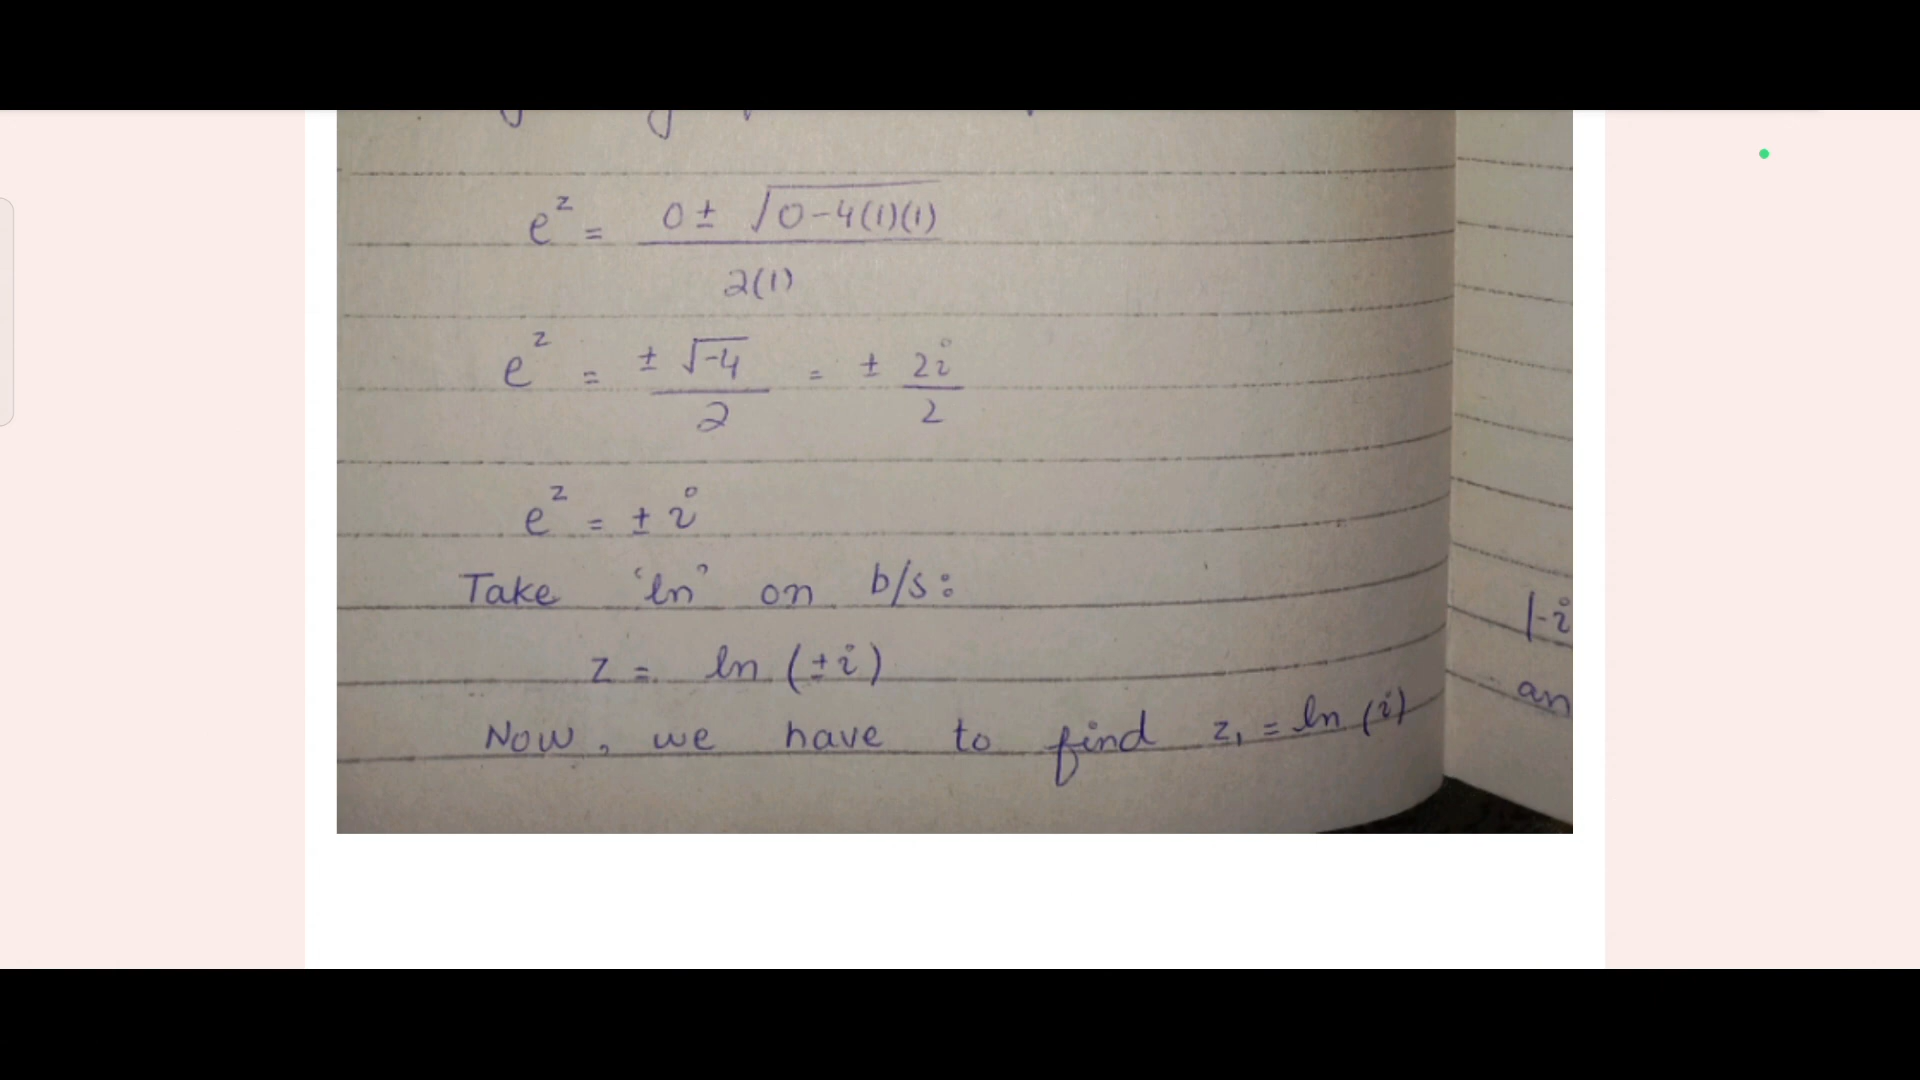 e^z = 0 ± √0-4(1)(1) / 2(1)
e^z = ± √-4 / 2 = ± 2i / 2
e^z = ± i
Take 'ln' on b/s:
z = ln (±i)
Now, we have to find z₁ = ln (i)
|-i
an